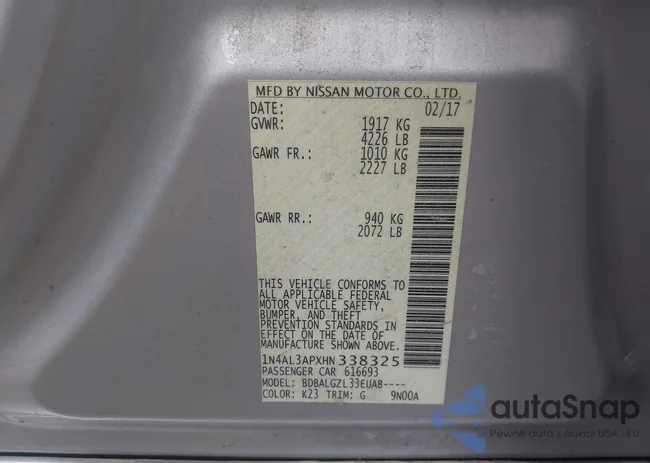 MFD BY NISSAN MOTOR CO., LTD.
DATE: 02/17
GVWR: 1917 KG
4226 LB
GAWR FR.: 1010 KG
2227 LB
GAWR RR.: 940 KG
2072 LB
THIS VEHICLE CONFORMS TO
ALL APPLICABLE FEDERAL
MOTOR VEHICLE SAFETY,
BUMPER, AND THEFT
PREVENTION STANDARDS IN
EFFECT ON THE DATE OF
MANUFACTURE SHOWN ABOVE.
1N4AL3APXHN338325
PASSENGER CAR 616693
MODEL: BDBALGZL33EUAB----
COLOR: K23 TRIM: G 9N00A
autoSnap
Pewne auta z aukcji USA - EU